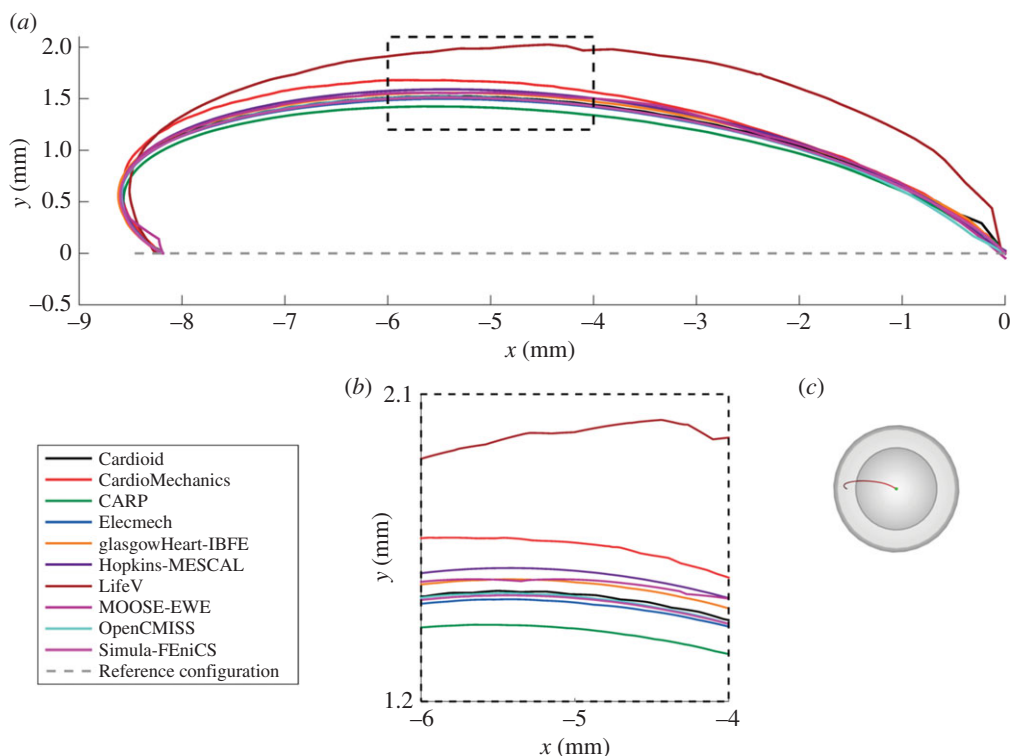 (a)
2.0
1.5
1.0
0.5
0
–0.5
y (mm)
–9 –8 –7 –6 –5 –4 –3 –2 –1 0
x (mm)
(b)
2.1
y (mm)
1.2
–6 –5 –4
x (mm)
(c)
Cardioid
CardioMechanics
CARP
Elecmech
glasgowHeart-IBFE
Hopkins-MESCAL
LifeV
MOOSE-EWE
OpenCMISS
Simula-FEniCS
Reference configuration